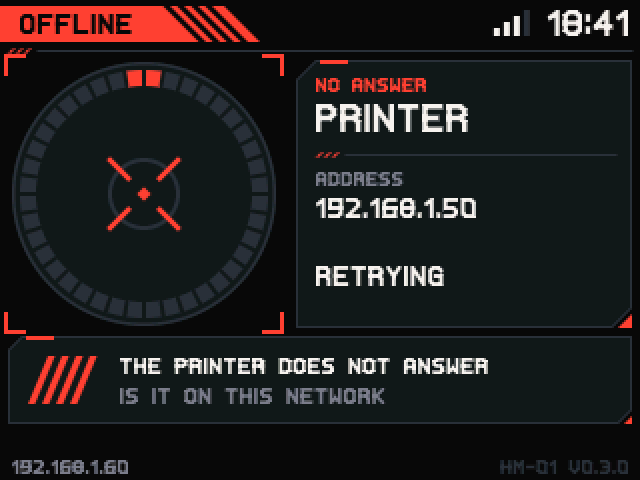 OFFLINE
18:41
NO ANSWER
PRINTER
ADDRESS
192.168.1.50
RETRYING
THE PRINTER DOES NOT ANSWER
IS IT ON THIS NETWORK
192.168.1.60
HM-01 V0.3.0